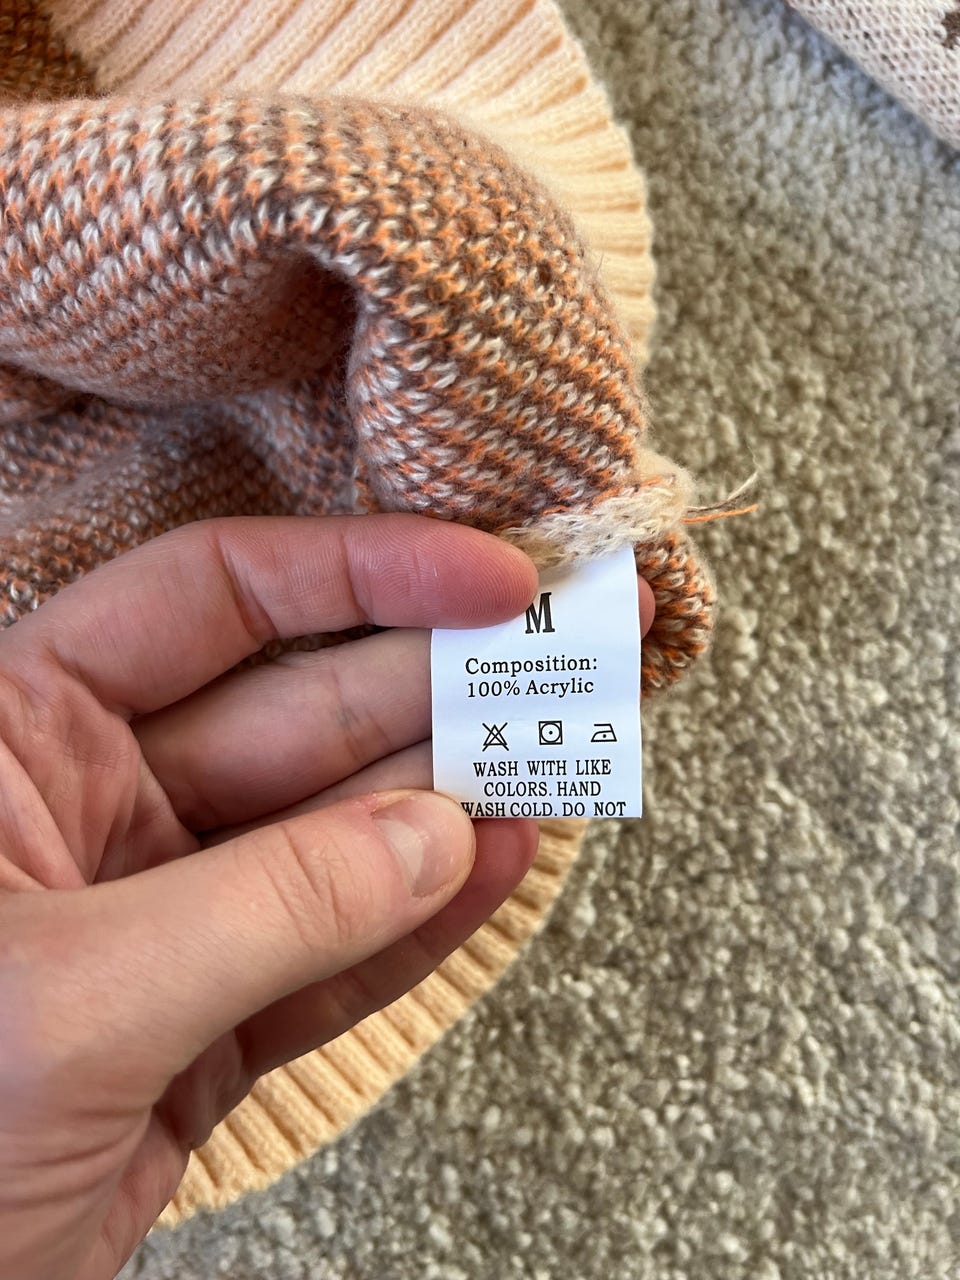 M
Composition:
100% Acrylic
WASH WITH LIKE
COLORS. HAND
WASH COLD. DO NOT